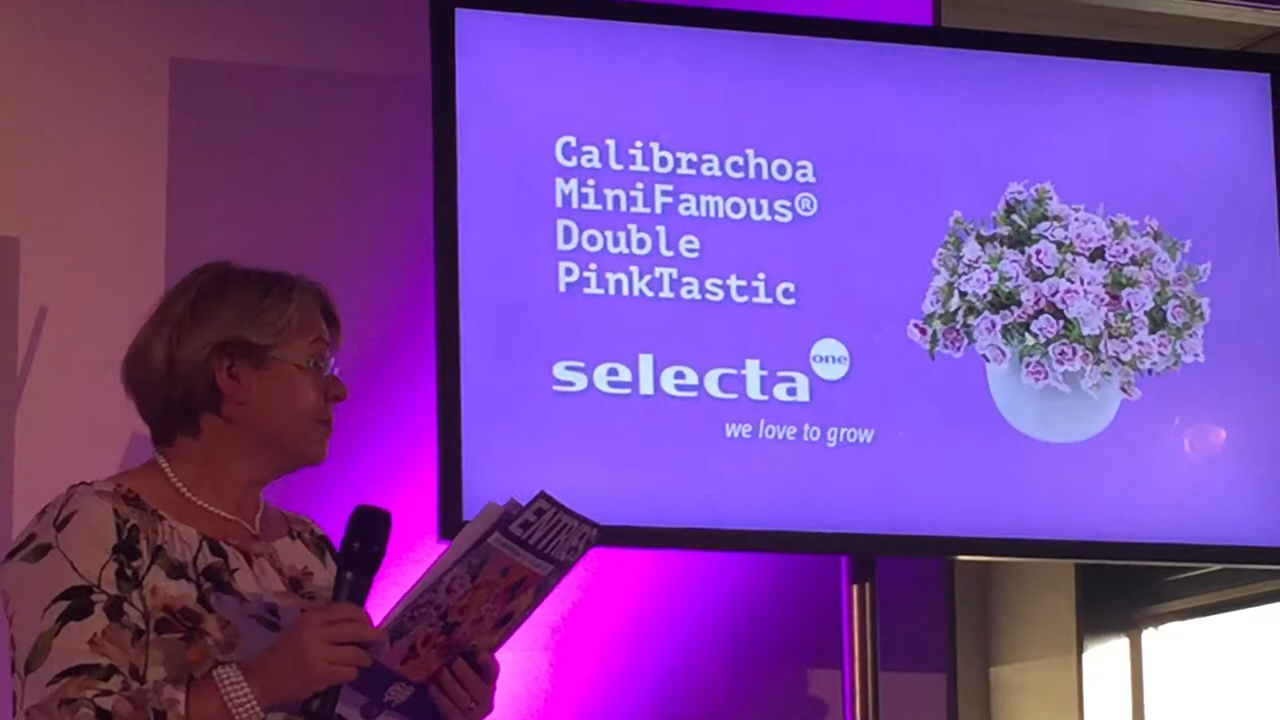 Calibrachoa
MiniFamous®
Double
PinkTastic
selecta one
we love to grow
ENTRIES